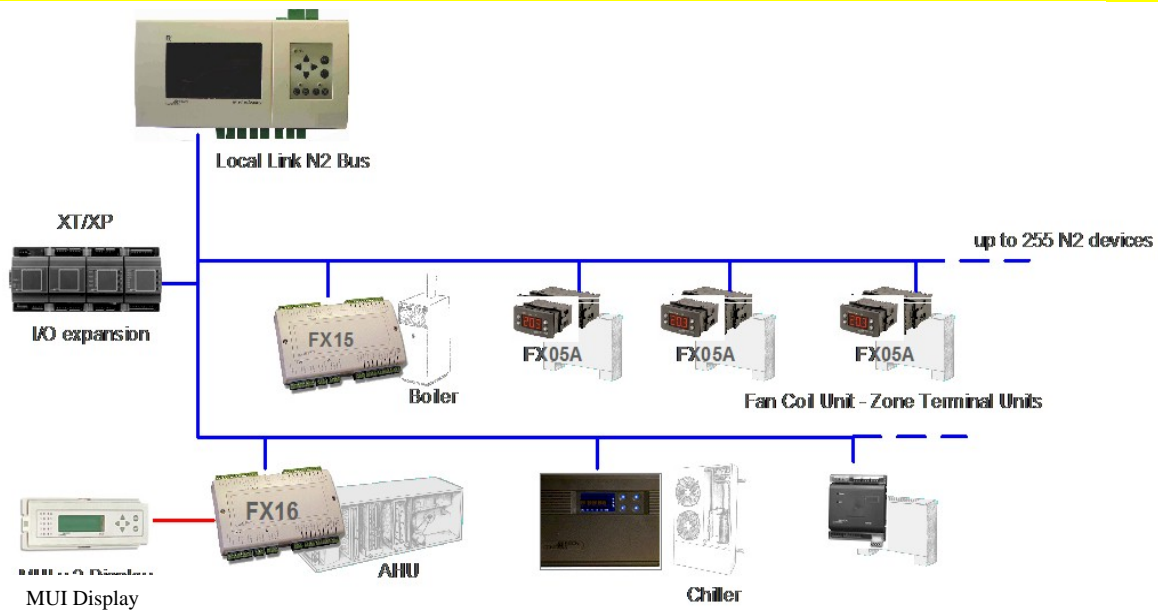 Local Link N2 Bus
XT/XP
up to 255 N2 devices
I/O expansion
FX15
FX05A
FX05A
FX05A
Boiler
Fan Coil Unit - Zone Terminal Units
FX16
AHU
Chiller
MUI Display